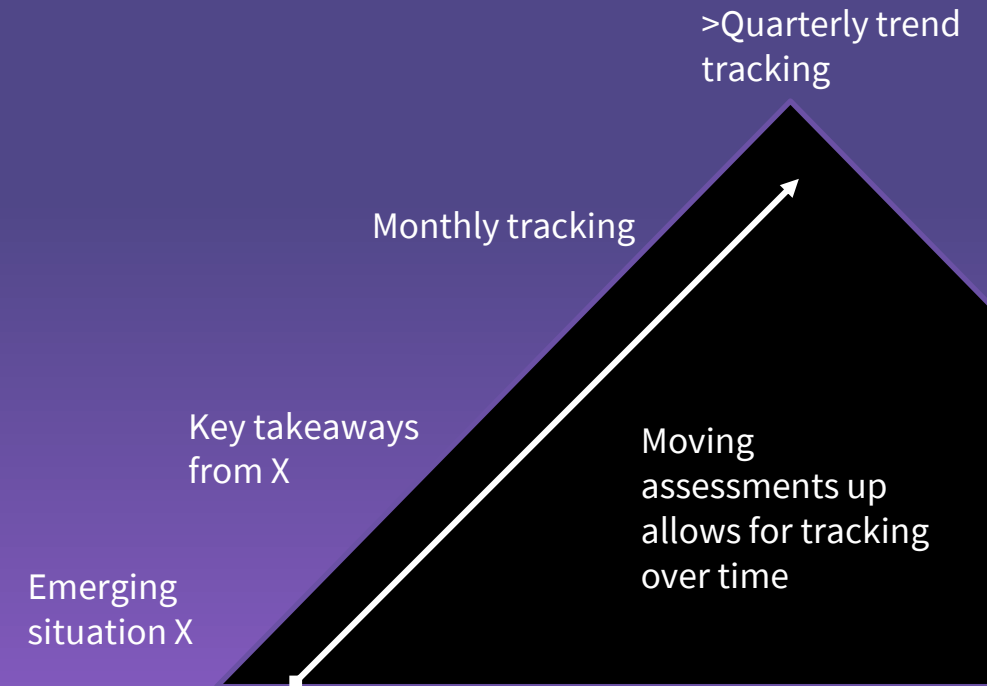 >Quarterly trend
tracking
Monthly tracking
Key takeaways
from X
Moving
assessments up
allows for tracking
over time
Emerging
situation X